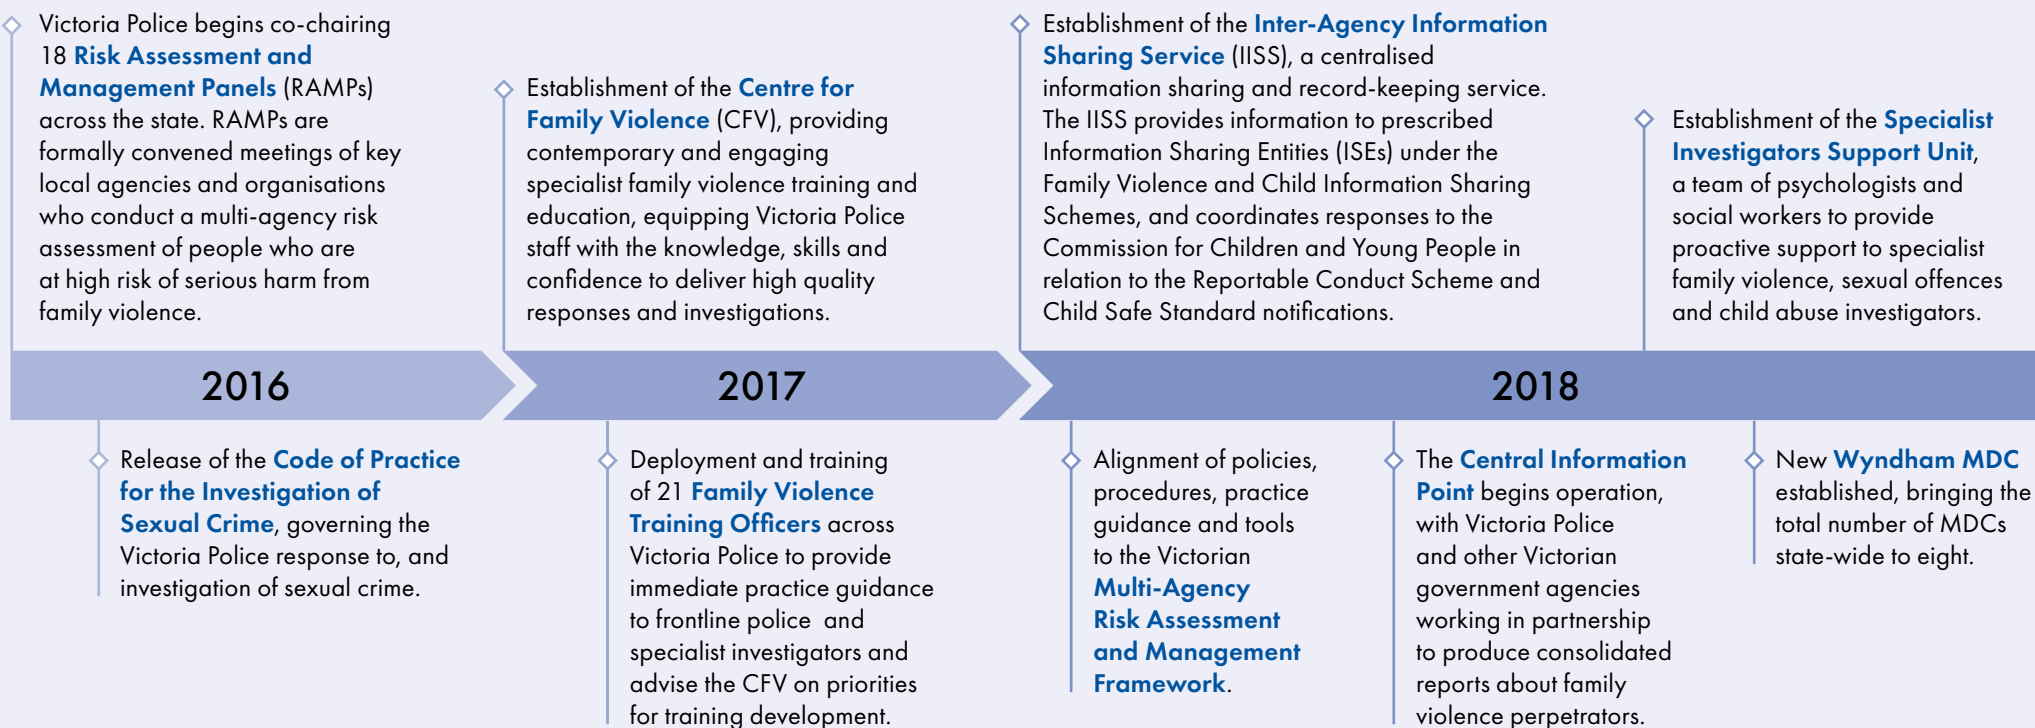 Victoria Police begins co-chairing
18 Risk Assessment and
Management Panels (RAMPs)
across the state. RAMPs are
formally convened meetings of key
local agencies and organisations
who conduct a multi-agency risk
assessment of people who are
at high risk of serious harm from
family violence.
Establishment of the Centre for
Family Violence (CFV), providing
contemporary and engaging
specialist family violence training and
education, equipping Victoria Police
staff with the knowledge, skills and
confidence to deliver high quality
responses and investigations.
Establishment of the Inter-Agency Information
Sharing Service (IISS), a centralised
information sharing and record-keeping service.
The IISS provides information to prescribed
Information Sharing Entities (ISEs) under the
Family Violence and Child Information Sharing
Schemes, and coordinates responses to the
Commission for Children and Young People in
relation to the Reportable Conduct Scheme and
Child Safe Standard notifications.
Establishment of the Specialist
Investigators Support Unit,
a team of psychologists and
social workers to provide
proactive support to specialist
family violence, sexual offences
and child abuse investigators.
2016
2017
2018
Release of the Code of Practice
for the Investigation of
Sexual Crime, governing the
Victoria Police response to, and
investigation of sexual crime.
Deployment and training
of 21 Family Violence
Training Officers across
Victoria Police to provide
immediate practice guidance
to frontline police and
specialist investigators and
advise the CFV on priorities
for training development.
Alignment of policies,
procedures, practice
guidance and tools
to the Victorian
Multi-Agency
Risk Assessment
and Management
Framework.
The Central Information
Point begins operation,
with Victoria Police
and other Victorian
government agencies
working in partnership
to produce consolidated
reports about family
violence perpetrators.
New Wyndham MDC
established, bringing the
total number of MDCs
state-wide to eight.